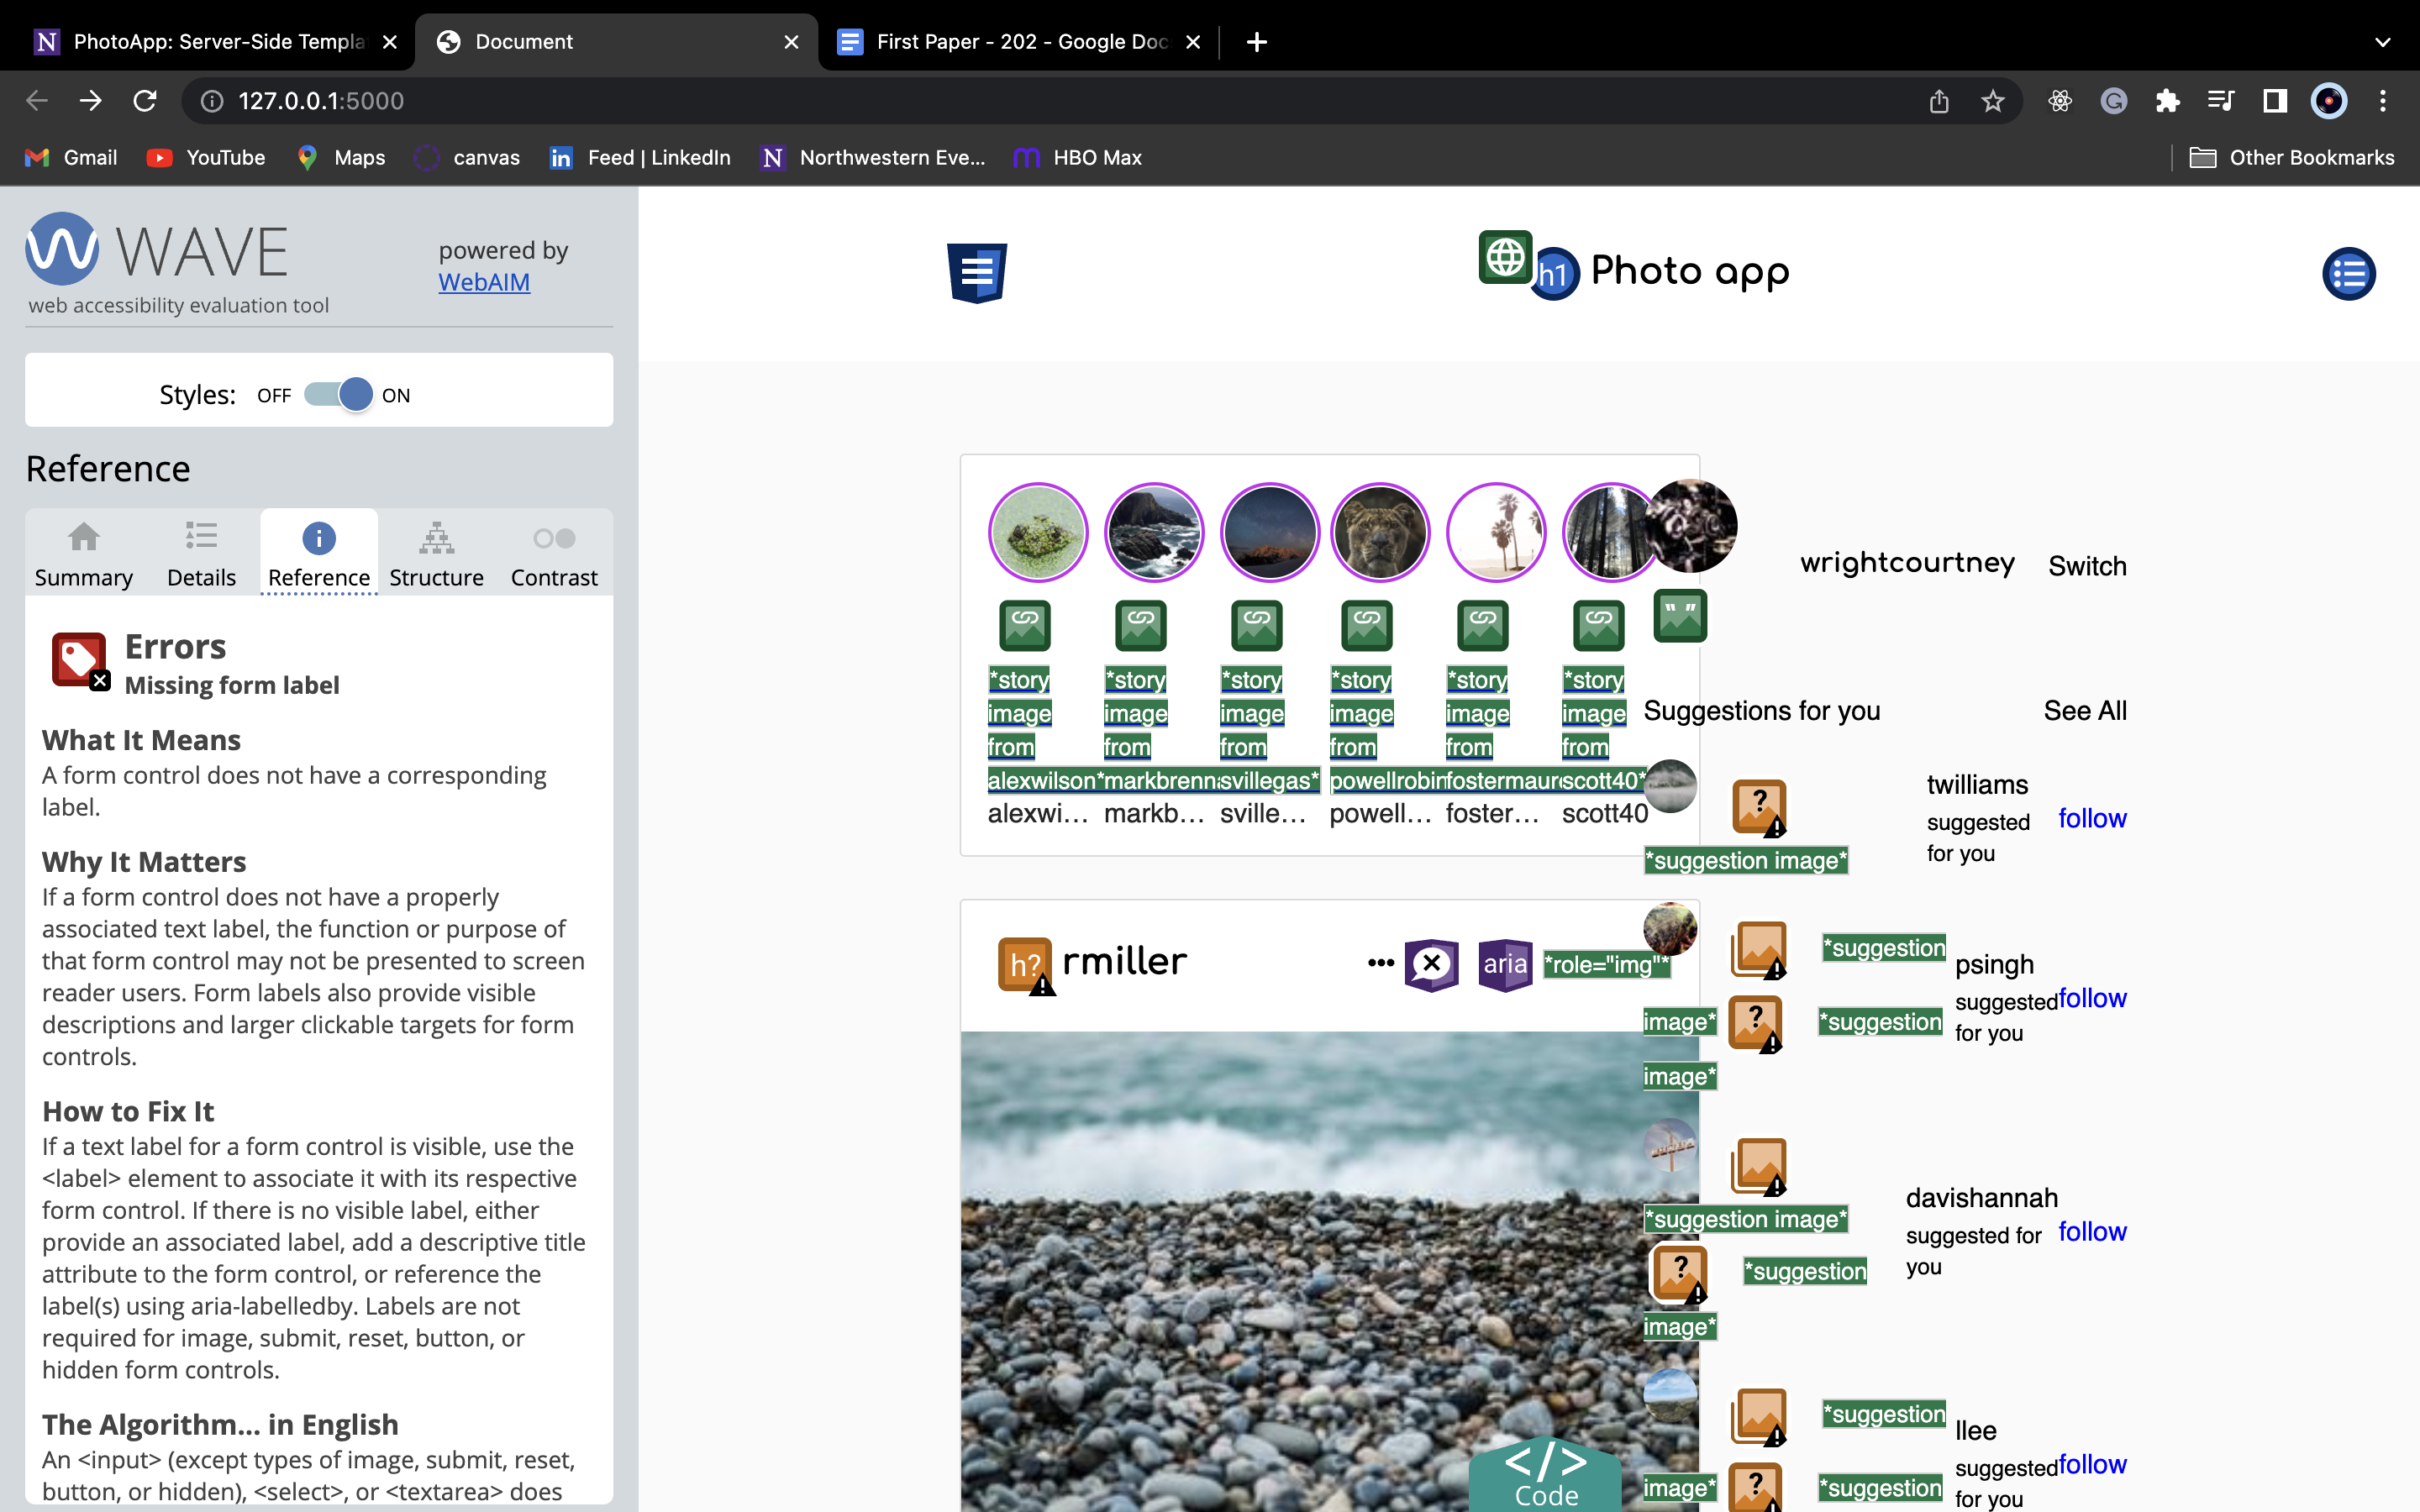 PhotoApp: Server-Side Templa
Document
First Paper - 202 - Google Doc
127.0.0.1:5000
Gmail
YouTube
Maps
canvas
Feed | LinkedIn
Northwestern Eve...
HBO Max
Other Bookmarks
WAVE
web accessibility evaluation tool
powered by
WebAIM
Styles: OFF ON
Reference
Summary
Details
Reference
Structure
Contrast
Errors
Missing form label
What It Means
A form control does not have a corresponding
label.
Why It Matters
If a form control does not have a properly
associated text label, the function or purpose of
that form control may not be presented to screen
reader users. Form labels also provide visible
descriptions and larger clickable targets for form
controls.
How to Fix It
If a text label for a form control is visible, use the
<label> element to associate it with its respective
form control. If there is no visible label, either
provide an associated label, add a descriptive title
attribute to the form control, or reference the
label(s) using aria-labelledby. Labels are not
required for image, submit, reset, button, or
hidden form controls.
The Algorithm... in English
An <input> (except types of image, submit, reset,
button, or hidden), <select>, or <textarea> does
h1 Photo app
*story *story *story *story *story *story
image image image image image image
from from from from from from
alexwilson* markbrenn svillegas* powellrobin fostermaur scott40*
alexwi... markb... sville... powell... foster... scott40
wrightcourtney Switch
Suggestions for you See All
twilliams
suggested
for you
follow
*suggestion image*
h? rmiller
••• aria *role="img"*
*suggestion
psingh
suggested
for you
follow
image*
*suggestion
image*
*suggestion image*
davishannah
suggested for
you
follow
*suggestion
image*
*suggestion
llee
suggested
for you
follow
image*
*suggestion
</>
Code